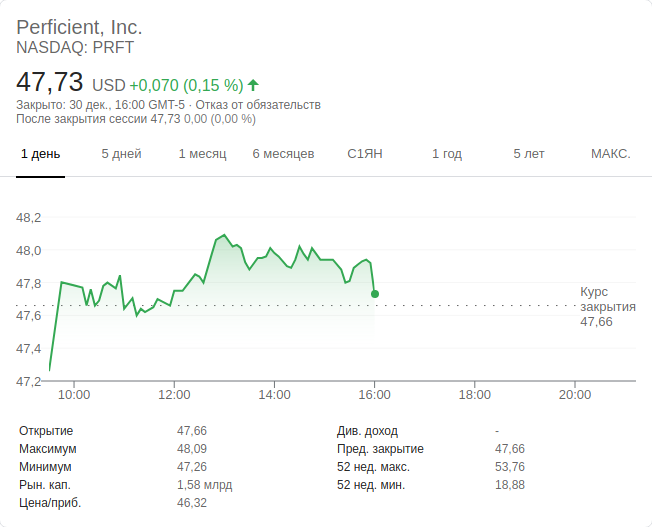 Perficient, Inc.
NASDAQ: PRFT
47,73 USD +0,070 (0,15 %)
Закрыто: 30 дек., 16:00 GMT-5 · Отказ от обязательств
После закрытия сессии 47,73 0,00 (0,00 %)
1 день 5 дней 1 месяц 6 месяцев С1ЯН 1 год 5 лет МАКС.
48,2
48,0
47,8
47,6
47,4
47,2
Курс
закрытия
47,66
10:00 12:00 14:00 16:00 18:00 20:00
Открытие 47,66 Див. доход -
Максимум 48,09 Пред. закрытие 47,66
Минимум 47,26 52 нед. макс. 53,76
Рын. кап. 1,58 млрд 52 нед. мин. 18,88
Цена/приб. 46,32